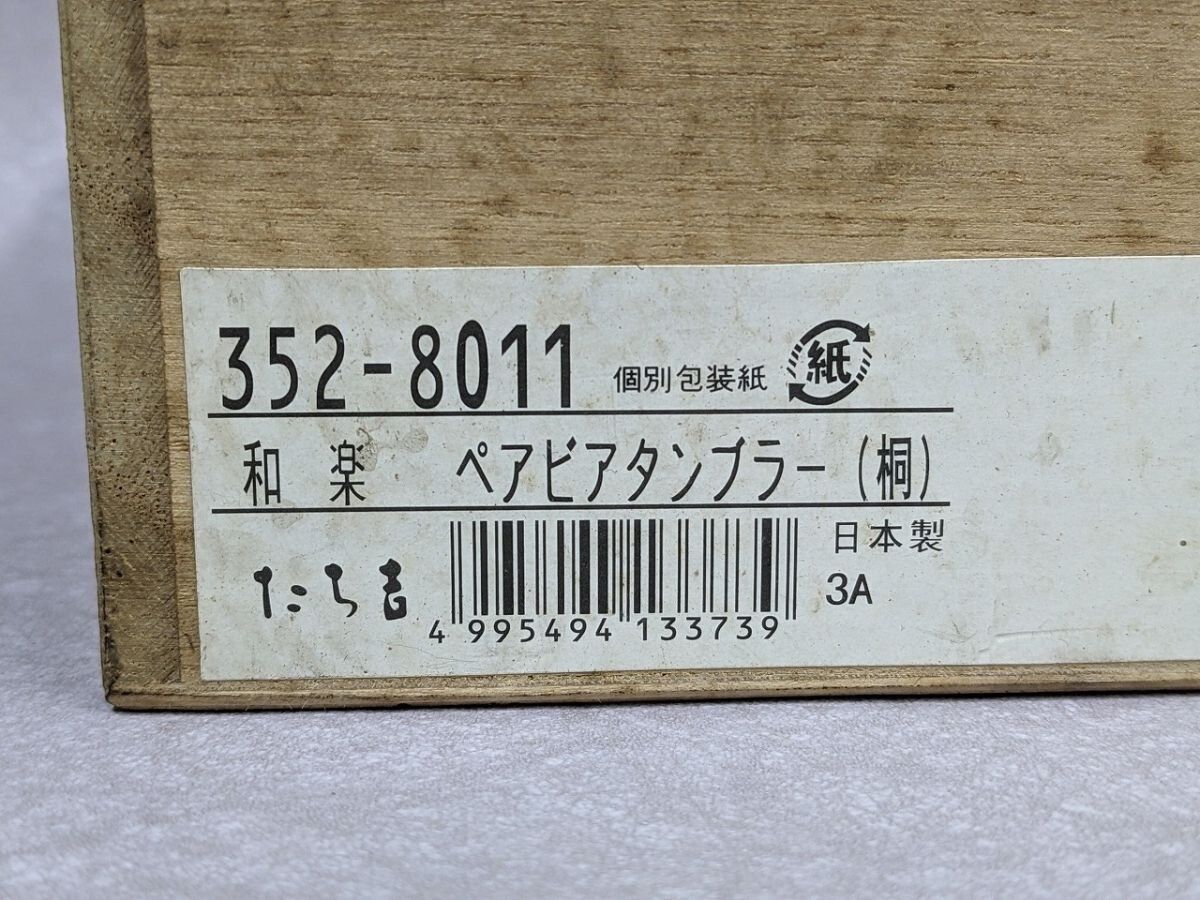 352-8011 個別包装紙 紙
和楽 ペアビアタンブラー(桐)
日本製
たち吉 3A
4 995494 133739